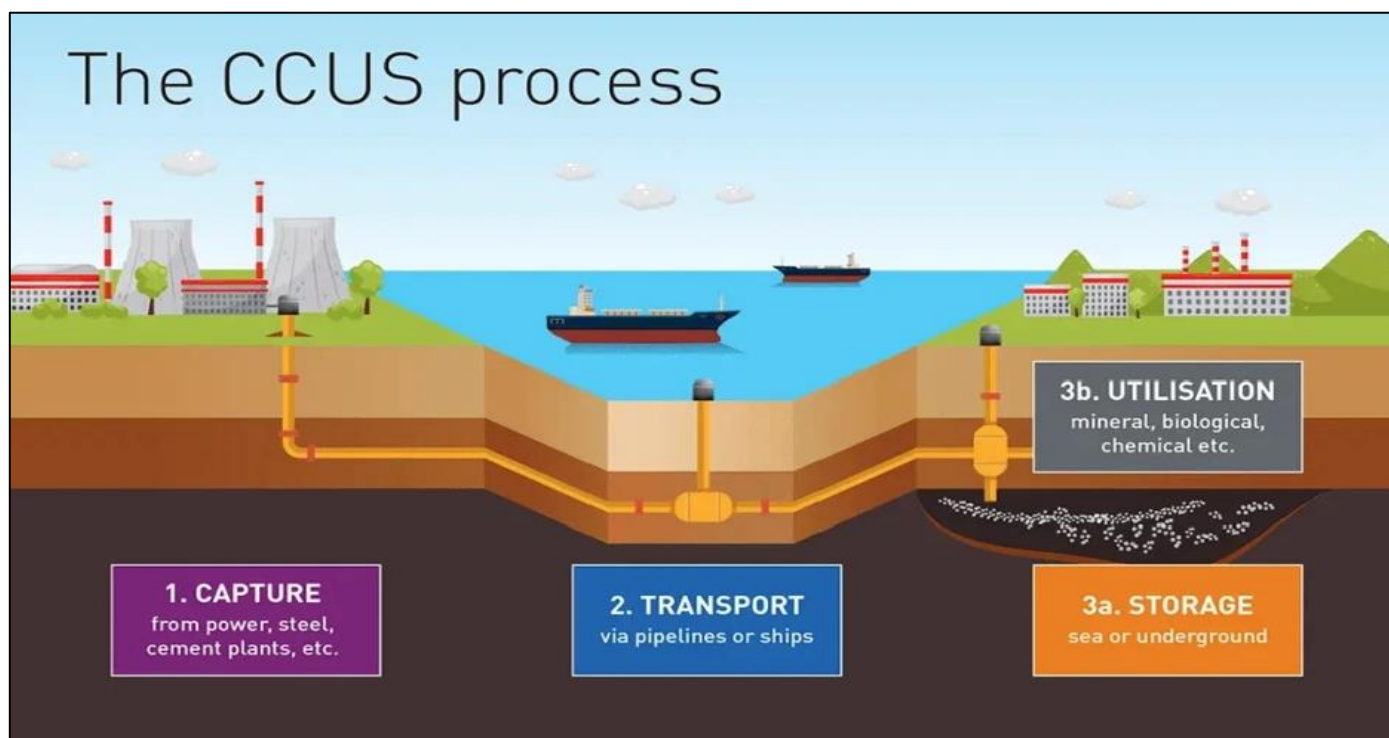 The CCUS process
1. CAPTURE
from power, steel,
cement plants, etc.
2. TRANSPORT
via pipelines or ships
3b. UTILISATION
mineral, biological,
chemical etc.
3a. STORAGE
sea or underground